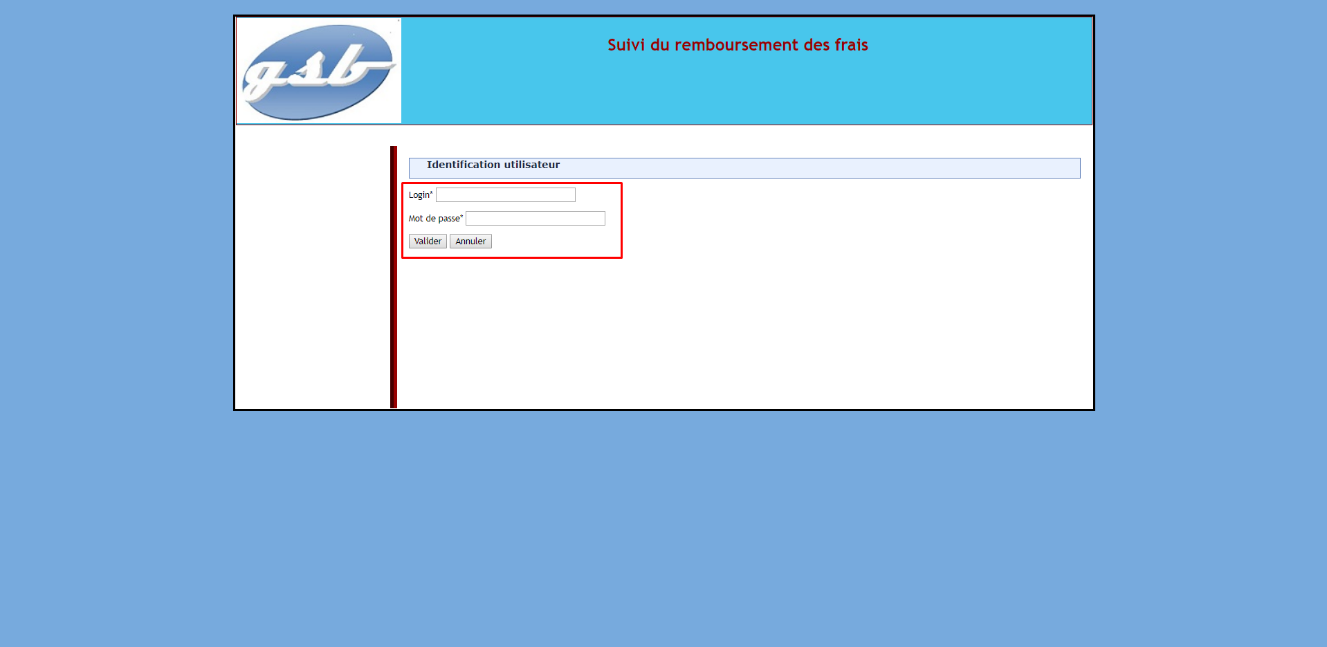 gsb
Suivi du remboursement des frais
Identification utilisateur
Login*
Mot de passe*
Valider Annuler